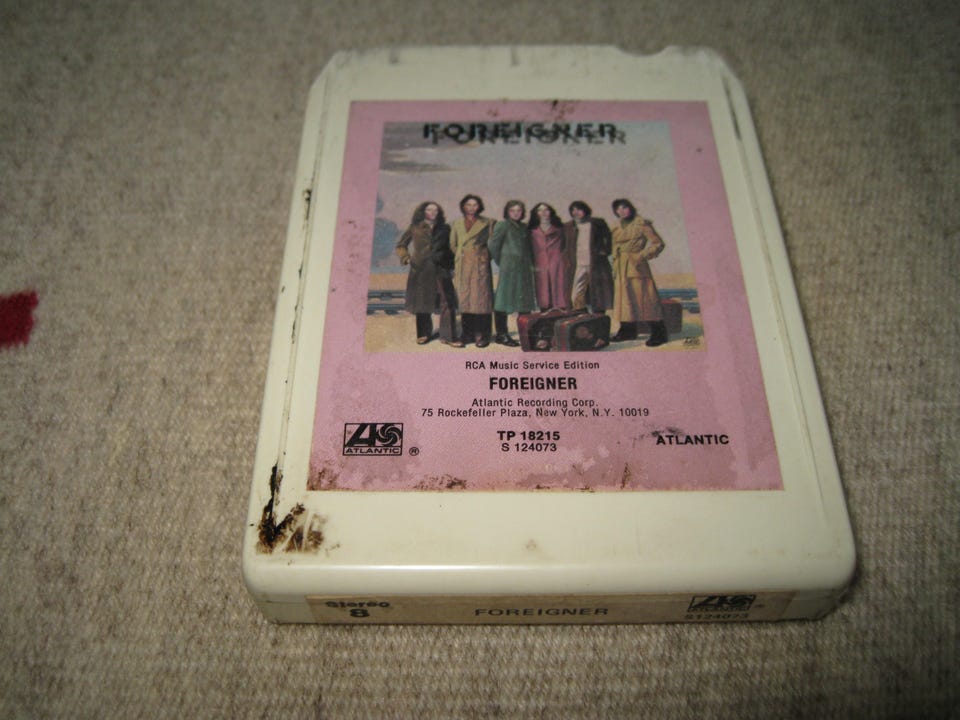 FOREIGNER
RCA Music Service Edition
FOREIGNER
Atlantic Recording Corp.
75 Rockefeller Plaza, New York, N.Y. 10019
ATLANTIC ®
TP 18215
S 124073
ATLANTIC
Stereo
8
FOREIGNER
®
S124073